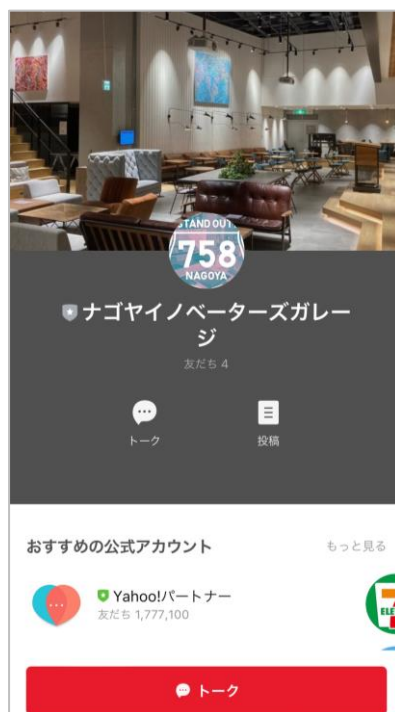 STAND OUT
758
NAGOYA
ナゴヤイノベーターズガレー
ジ
友だち 4
トーク
投稿
おすすめの公式アカウント
もっと見る
Yahoo!パートナー
友だち 1,777,100
トーク